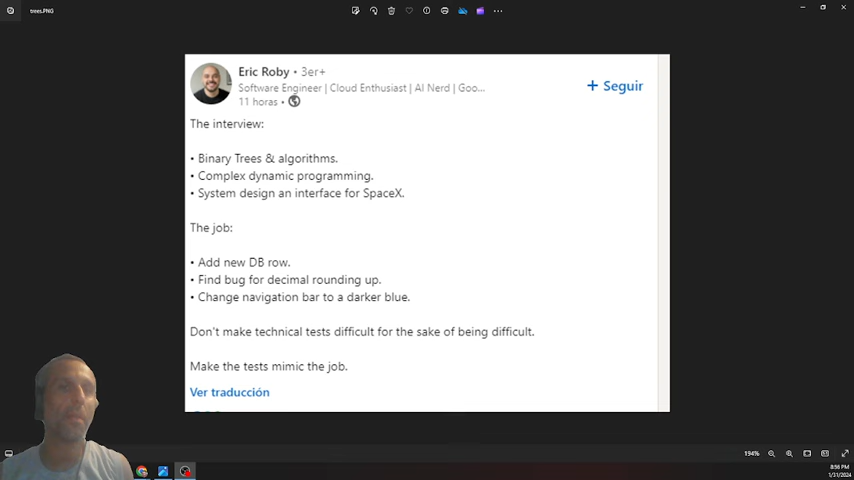 trees.PNG
Eric Roby • 3er+
Software Engineer | Cloud Enthusiast | AI Nerd | Goo...
11 horas •
+ Seguir
The interview:
• Binary Trees & algorithms.
• Complex dynamic programming.
• System design an interface for SpaceX.
The job:
• Add new DB row.
• Find bug for decimal rounding up.
• Change navigation bar to a darker blue.
Don't make technical tests difficult for the sake of being difficult.
Make the tests mimic the job.
Ver traducción
194%
8:56 PM
1/31/2024